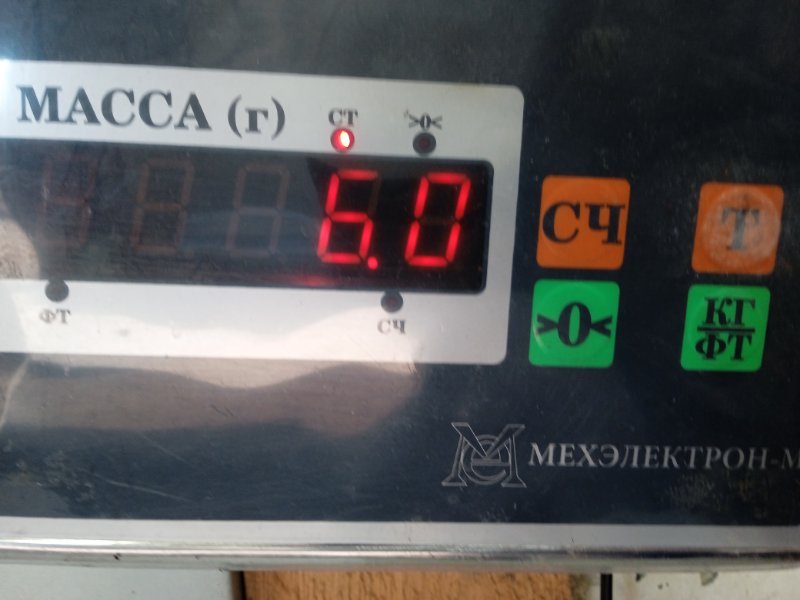 МАССА (г)
СТ
>0<
6.0
ФТ
СЧ
СЧ
Т
>0<
КГ
ФТ
МЕХЭЛЕКТРОН-М